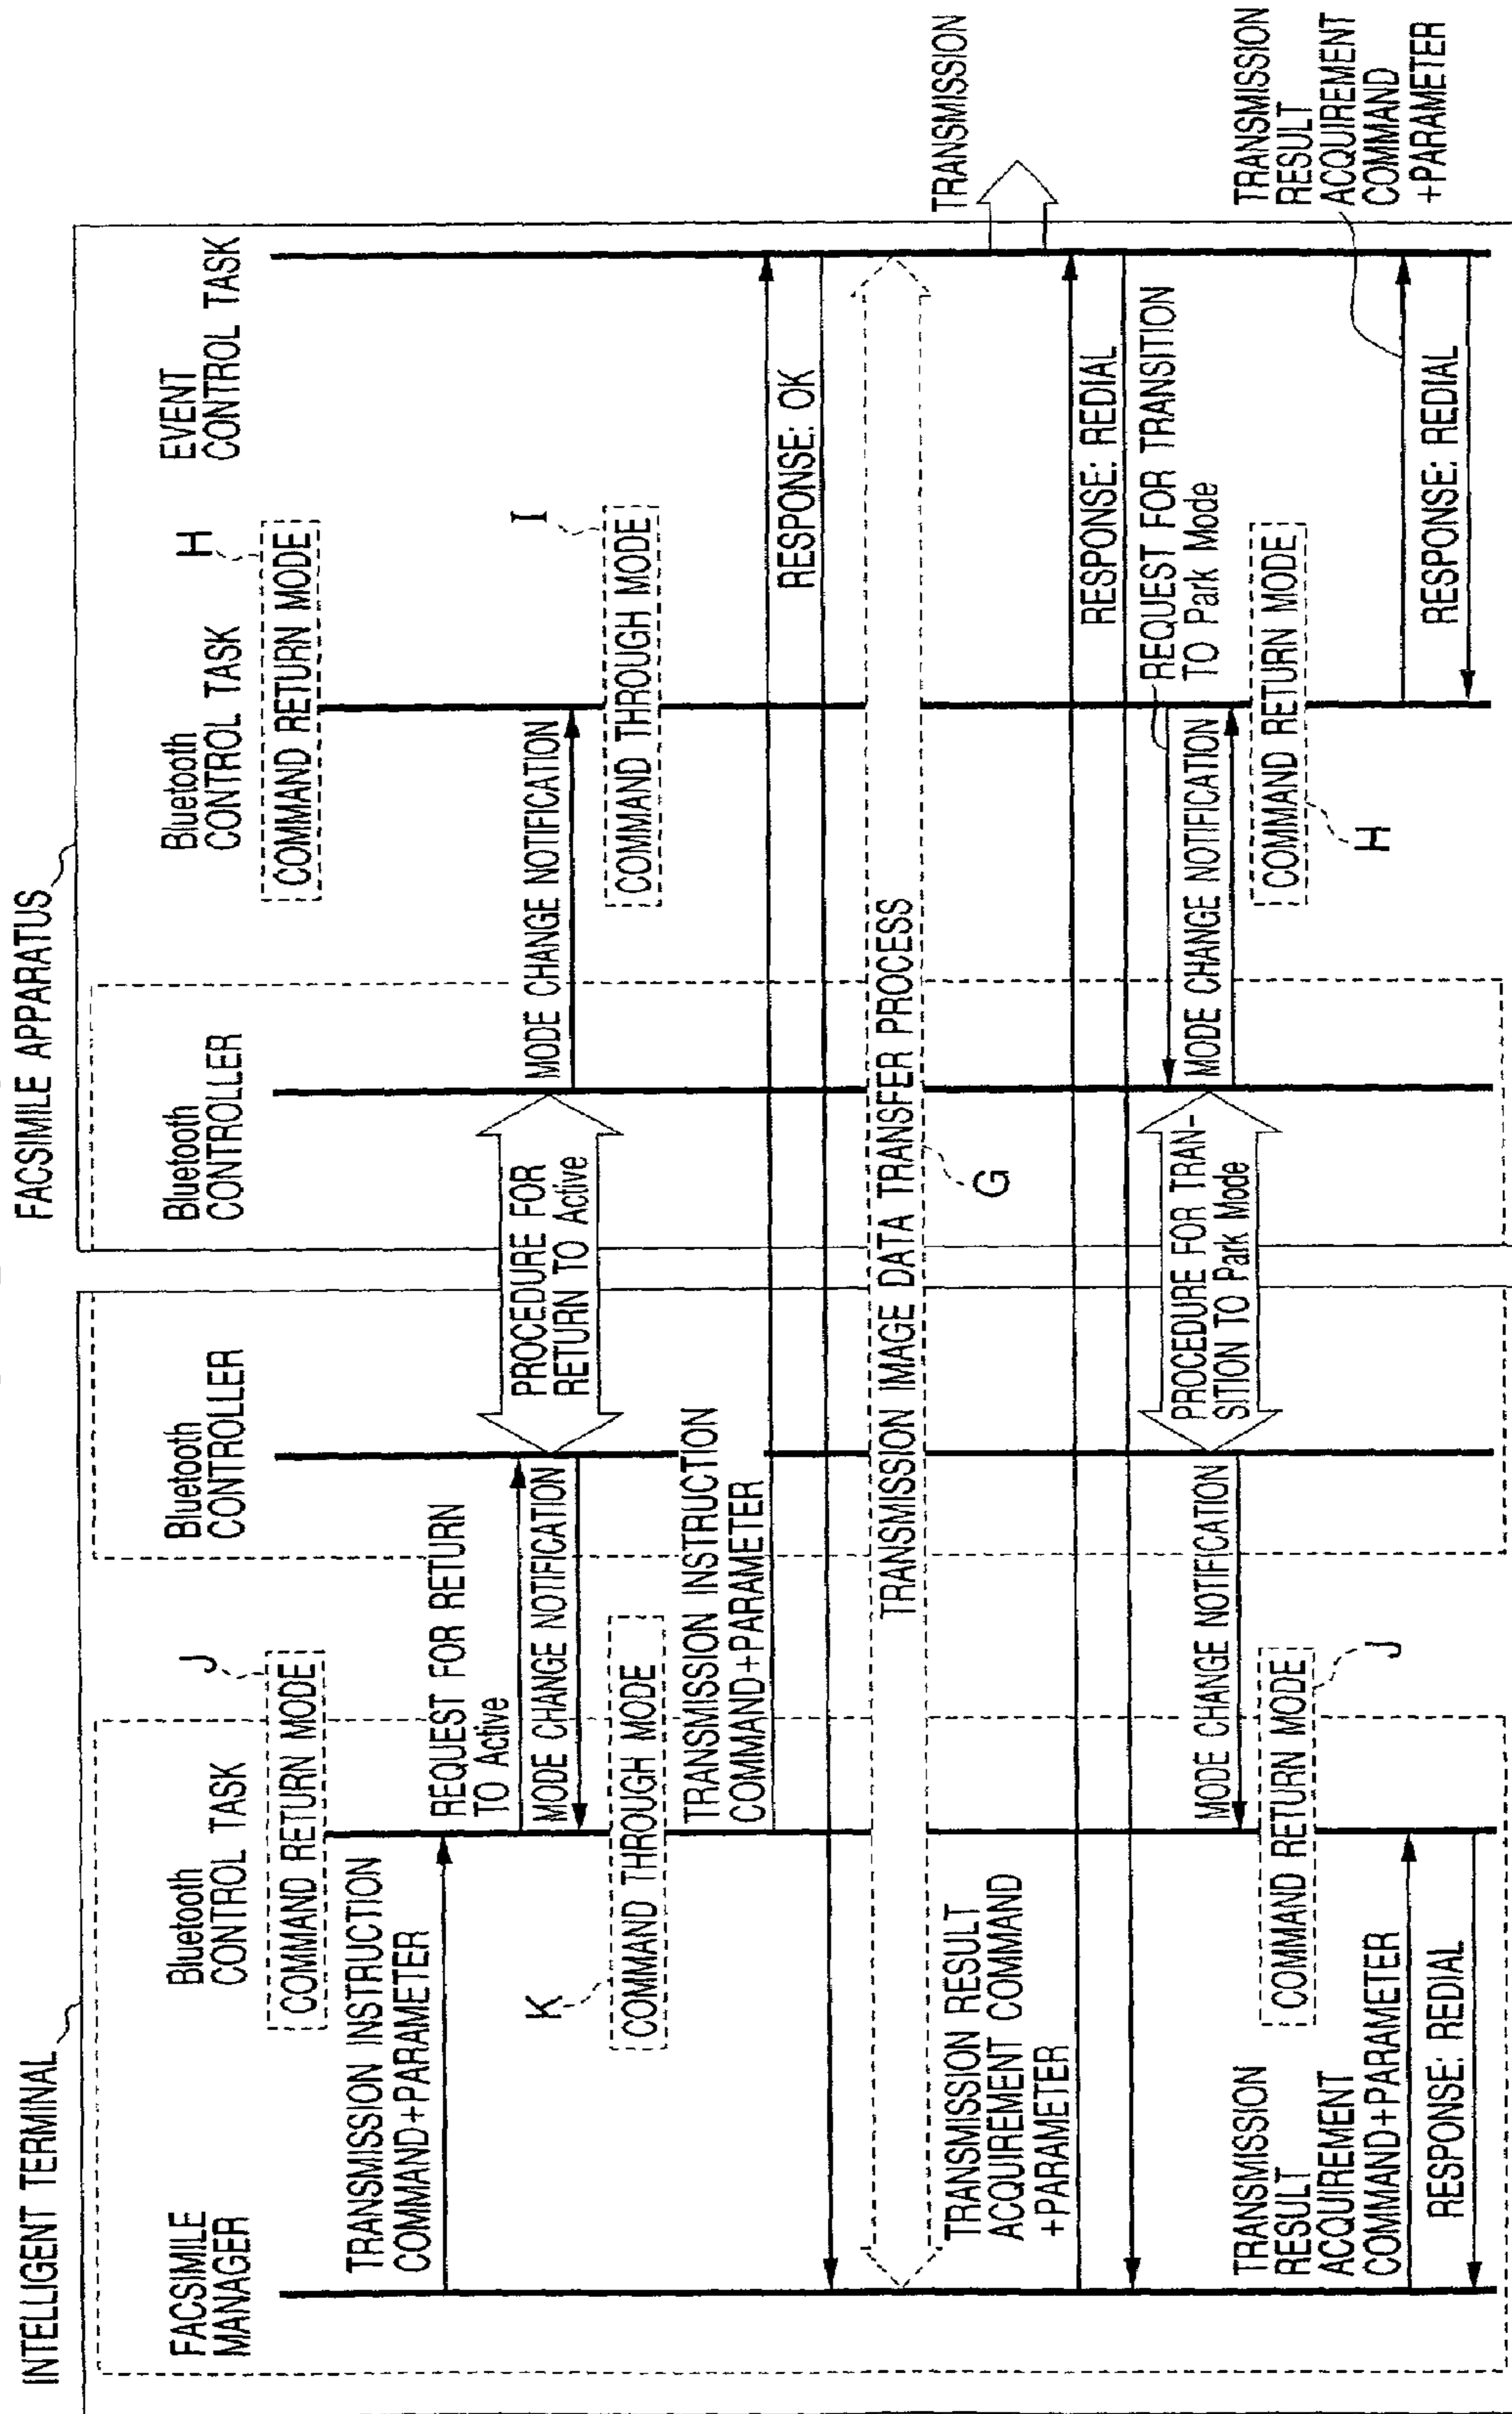 INTELLIGENT TERMINAL
FACSIMILE APPARATUS
FACSIMILE
MANAGER
Bluetooth
CONTROL TASK
Bluetooth
CONTROLLER
Bluetooth
CONTROLLER
Bluetooth
CONTROL TASK
EVENT
CONTROL TASK
J
COMMAND RETURN MODE
H
COMMAND RETURN MODE
TRANSMISSION INSTRUCTION
COMMAND+PARAMETER
REQUEST FOR RETURN
TO Active
MODE CHANGE NOTIFICATION
PROCEDURE FOR
RETURN TO Active
MODE CHANGE NOTIFICATION
K
COMMAND THROUGH MODE
I
COMMAND THROUGH MODE
TRANSMISSION INSTRUCTION
COMMAND+PARAMETER
RESPONSE: OK
TRANSMISSION IMAGE DATA TRANSFER PROCESS
G
TRANSMISSION
TRANSMISSION RESULT
ACQUIREMENT COMMAND
+PARAMETER
RESPONSE: REDIAL
REQUEST FOR TRANSITION
TO Park Mode
PROCEDURE FOR TRAN-
SITION TO Park Mode
MODE CHANGE NOTIFICATION
MODE CHANGE NOTIFICATION
COMMAND RETURN MODE
J
COMMAND RETURN MODE
H
TRANSMISSION
RESULT
ACQUIREMENT
COMMAND+PARAMETER
RESPONSE: REDIAL
TRANSMISSION
RESULT
ACQUIREMENT
COMMAND
+PARAMETER
RESPONSE: REDIAL